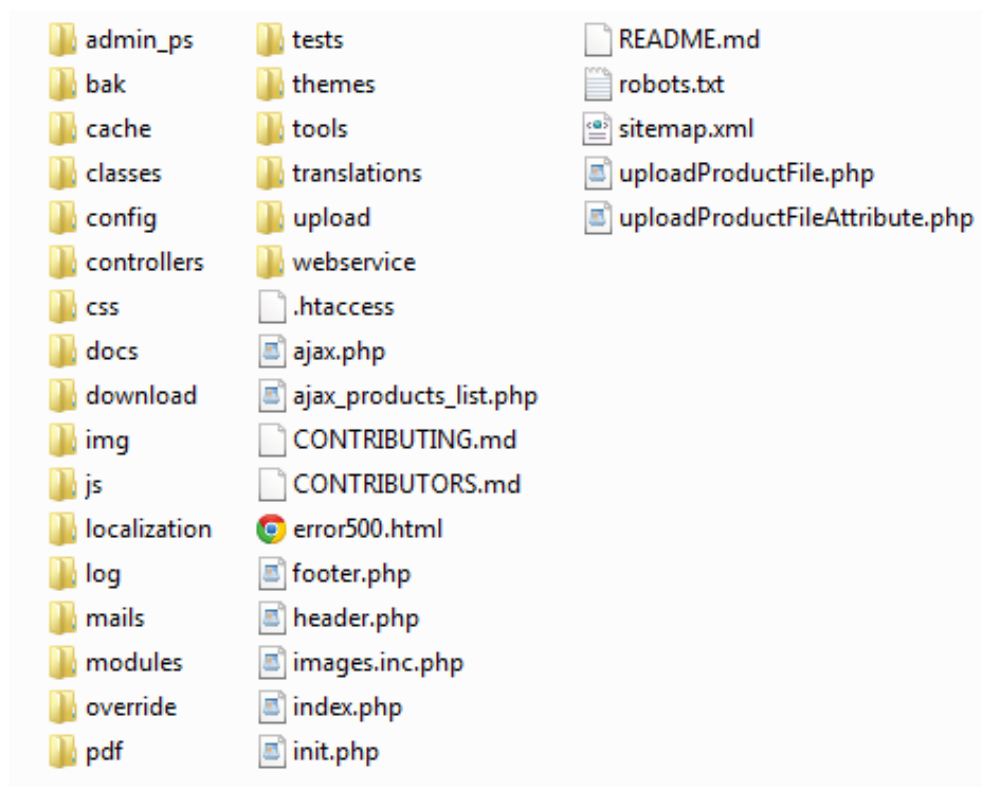 admin_ps
bak
cache
classes
config
controllers
css
docs
download
img
js
localization
log
mails
modules
override
pdf
tests
themes
tools
translations
upload
webservice
.htaccess
ajax.php
ajax_products_list.php
CONTRIBUTING.md
CONTRIBUTORS.md
error500.html
footer.php
header.php
images.inc.php
index.php
init.php
README.md
robots.txt
sitemap.xml
uploadProductFile.php
uploadProductFileAttribute.php